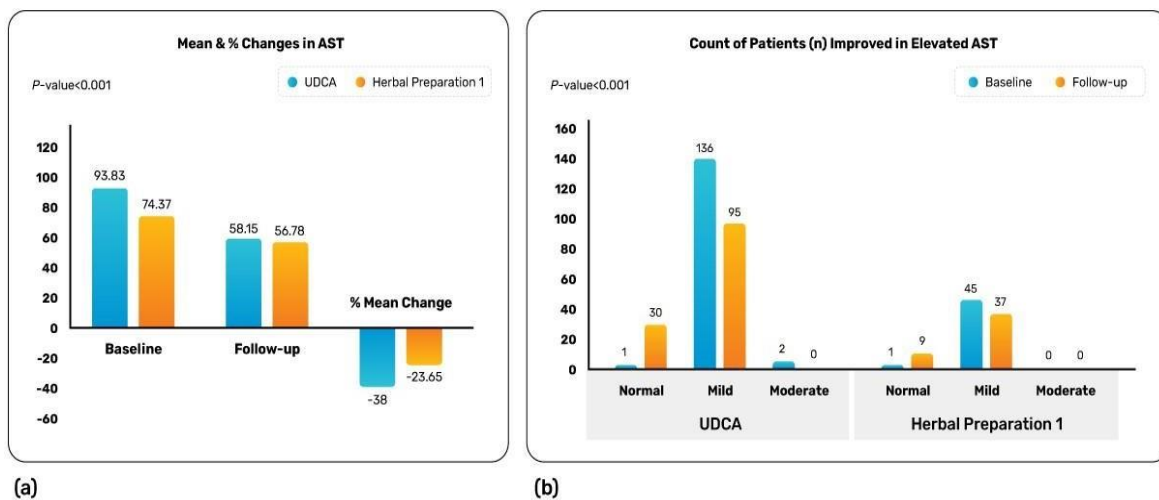 Mean & % Changes in AST
P-value<0.001
UDCA Herbal Preparation 1
120
100
80
60
40
20
0
-20
-40
-60
93.83
74.37
58.15
56.78
% Mean Change
Baseline
Follow-up
-38
-23.65
(a)
Count of Patients (n) Improved in Elevated AST
P-value<0.001
Baseline Follow-up
160
140
120
100
80
60
40
20
0
1
30
136
95
2
0
1
9
45
37
0
0
Normal Mild Moderate Normal Mild Moderate
UDCA Herbal Preparation 1
(b)